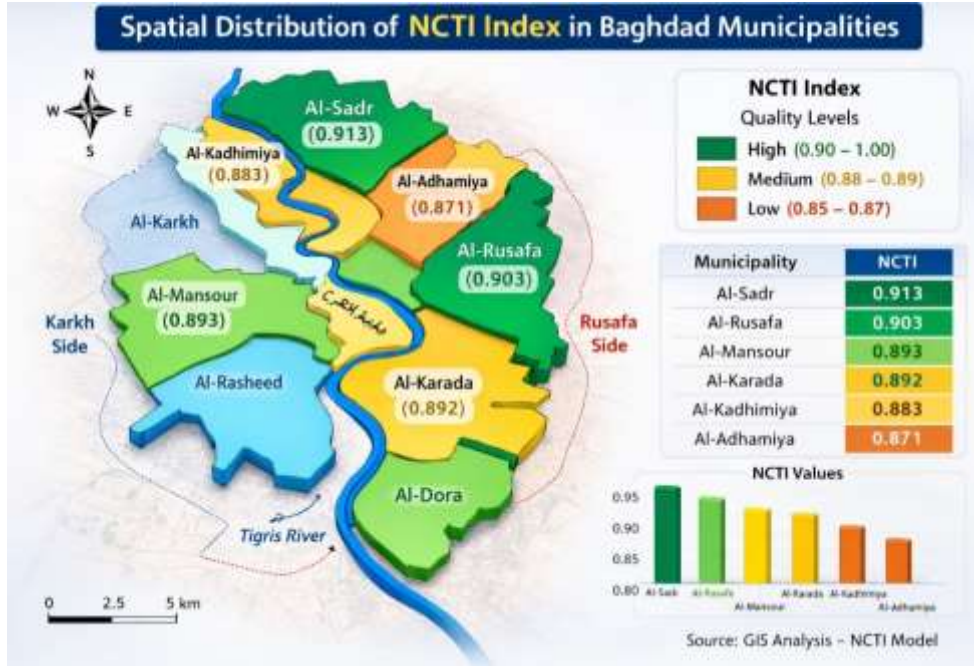 Spatial Distribution of NCTI Index in Baghdad Municipalities
N
W E
S
Al-Sadr
(0.913)
Al-Kadhimiya
(0.883)
Al-Adhamiya
(0.871)
Al-Karkh
Al-Rusafa
(0.903)
Al-Mansour
(0.893)
Karkh
Side
Rusafa
Side
Al-Rasheed
Al-Karada
(0.892)
Al-Dora
Tigris River
0 2.5 5 km
NCTI Index
Quality Levels
High (0.90 – 1.00)
Medium (0.88 – 0.89)
Low (0.85 – 0.87)
Municipality NCTI
Al-Sadr 0.913
Al-Rusafa 0.903
Al-Mansour 0.893
Al-Karada 0.892
Al-Kadhimiya 0.883
Al-Adhamiya 0.871
NCTI Values
0.95
0.90
0.85
0.80
Al-Sadr Al-Rusafa Al-Karada Al-Kadhimiya
Al-Mansour Al-Adhamiya
Source: GIS Analysis – NCTI Model